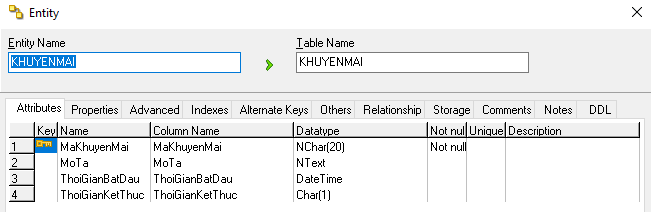 Entity
Entity Name Table Name
KHUYENMAI KHUYENMAI
Attributes Properties Advanced Indexes Alternate Keys Others Relationship Storage Comments Notes DDL
Key Name Column Name Datatype Not nul Unique Description
1 MaKhuyenMai MaKhuyenMai NChar(20) Not null
2 MoTa MoTa NText
3 ThoiGianBatDau ThoiGianBatDau DateTime
4 ThoiGianKetThuc ThoiGianKetThuc Char(1)